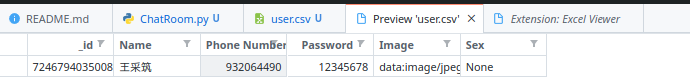 README.md ChatRoom.py U user.csv U Preview 'user.csv' × Extension: Excel Viewer
_id Name Phone Number Password Image Sex
7246794035008 王采筑 932064490 12345678 data:image/jpeg None